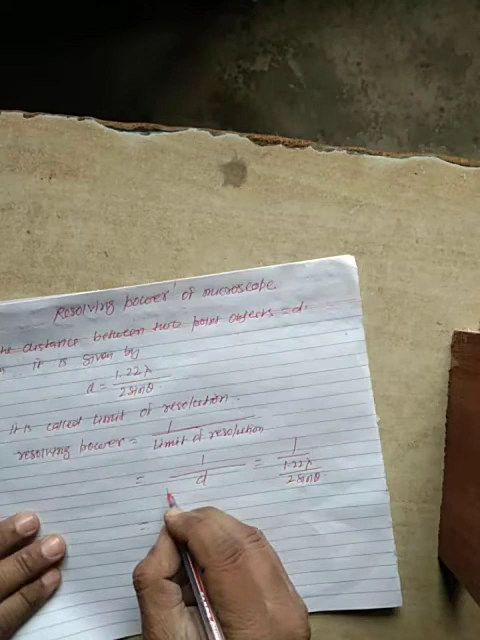 Resolving power of microscope
the distance between two point objects = d.
it is given by
d = 1.22λ / 2sinθ
It is called limit of resolution.
resolving power = 1 / Limit of resolution
= 1 / d = 1 / (1.22λ / 2sinθ)
=